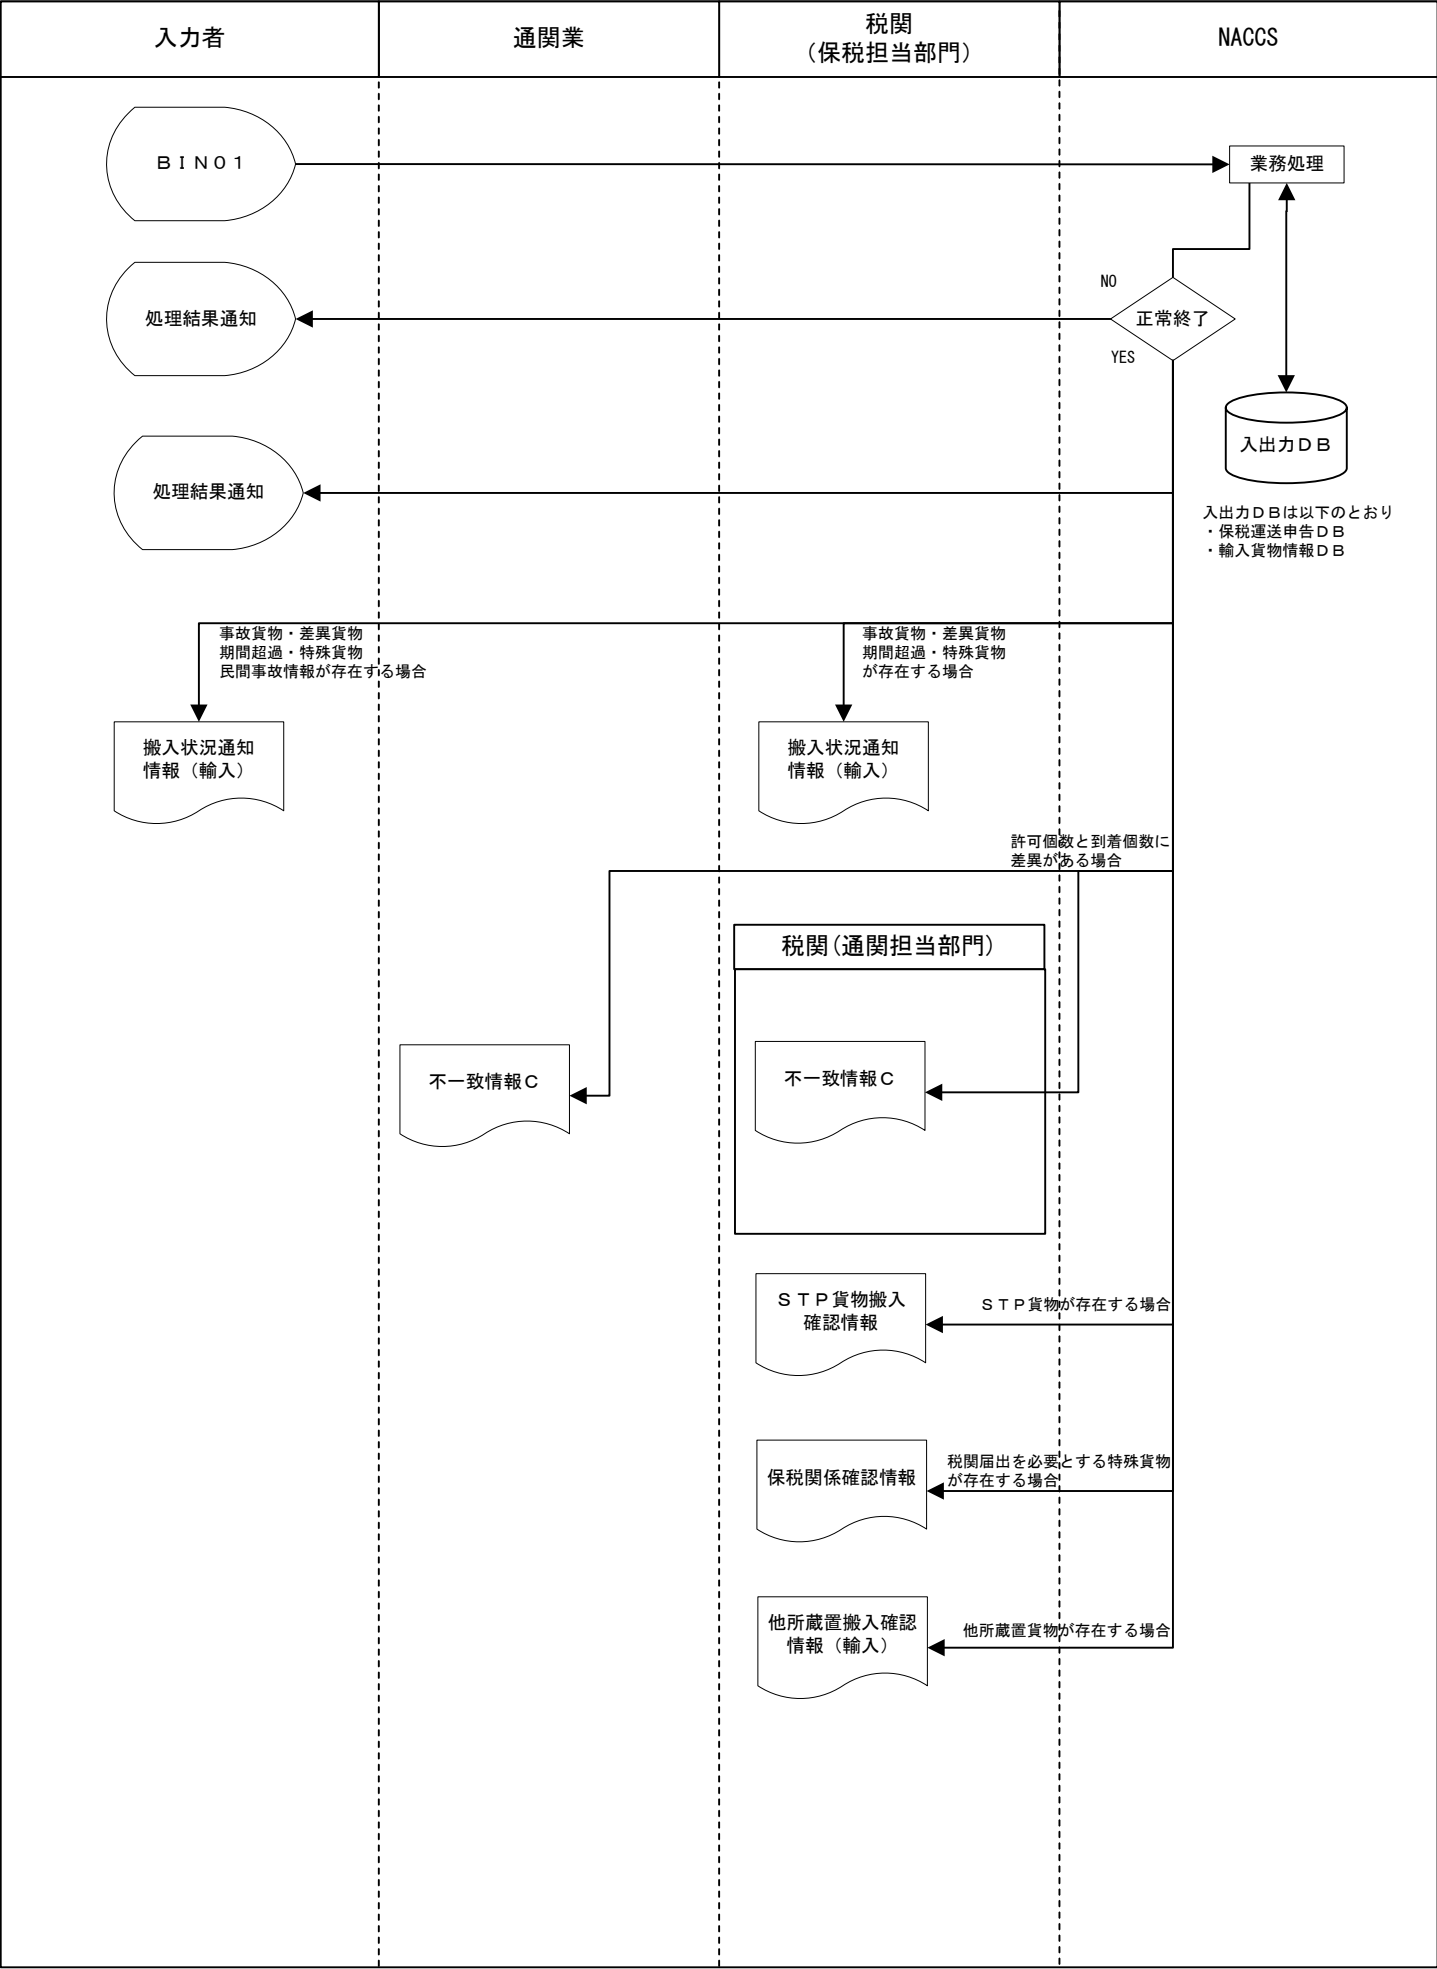 入力者
通関業
税関
（保税担当部門）
NACCS
ＢＩＮ０１
業務処理
NO
処理結果通知
正常終了
YES
入出力ＤＢ
処理結果通知
入出力ＤＢは以下のとおり
・保税運送申告ＤＢ
・輸入貨物情報ＤＢ
事故貨物・差異貨物
期間超過・特殊貨物
民間事故情報が存在する場合
事故貨物・差異貨物
期間超過・特殊貨物
が存在する場合
搬入状況通知
情報（輸入）
搬入状況通知
情報（輸入）
許可個数と到着個数に
差異がある場合
税関（通関担当部門）
不一致情報Ｃ
不一致情報Ｃ
ＳＴＰ貨物搬入
確認情報
ＳＴＰ貨物が存在する場合
保税関係確認情報
税関届出を必要とする特殊貨物
が存在する場合
他所蔵置搬入確認
情報（輸入）
他所蔵置貨物が存在する場合